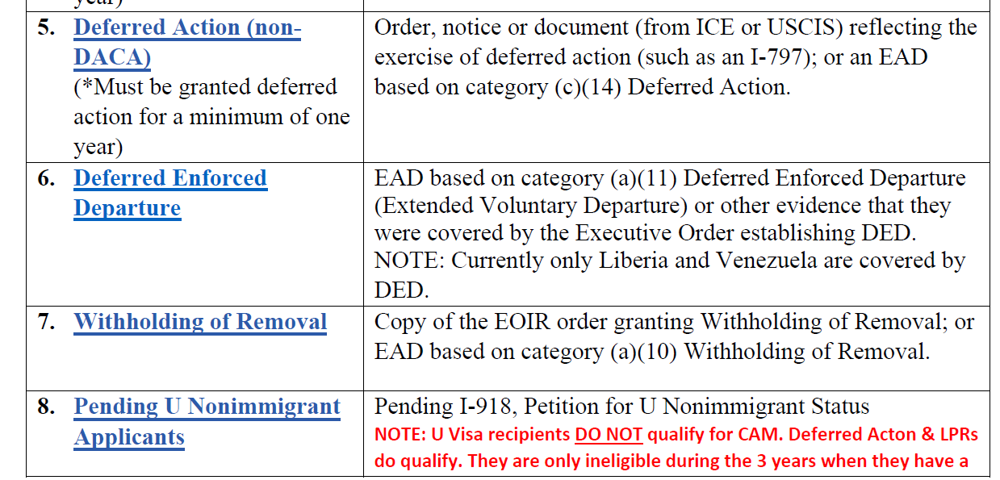 year)
5. Deferred Action (non-
DACA)
(*Must be granted deferred
action for a minimum of one
year)
Order, notice or document (from ICE or USCIS) reflecting the
exercise of deferred action (such as an I-797); or an EAD
based on category (c)(14) Deferred Action.
6. Deferred Enforced
Departure
EAD based on category (a)(11) Deferred Enforced Departure
(Extended Voluntary Departure) or other evidence that they
were covered by the Executive Order establishing DED.
NOTE: Currently only Liberia and Venezuela are covered by
DED.
7. Withholding of Removal
Copy of the EOIR order granting Withholding of Removal; or
EAD based on category (a)(10) Withholding of Removal.
8. Pending U Nonimmigrant
Applicants
Pending I-918, Petition for U Nonimmigrant Status
NOTE: U Visa recipients DO NOT qualify for CAM. Deferred Acton & LPRs
do qualify. They are only ineligible during the 3 years when they have a